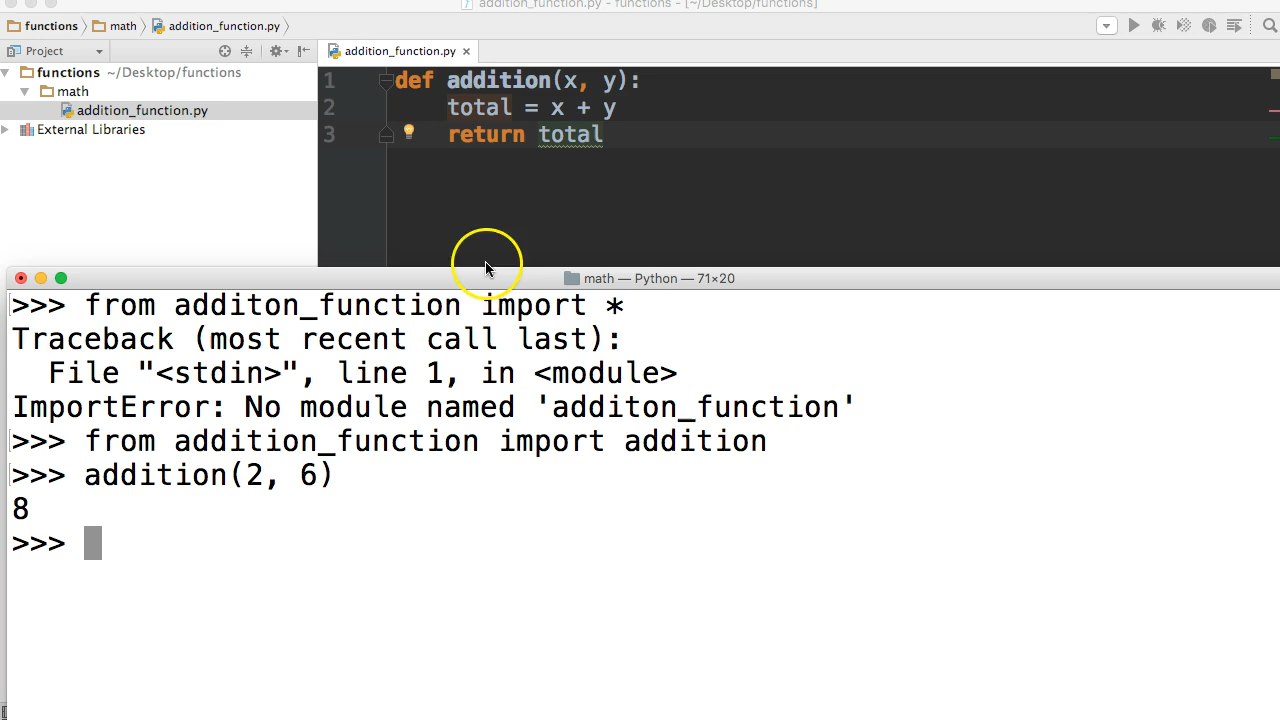 addition_function.py - functions - [~/Desktop/functions]
functions math addition_function.py
Project
addition_function.py ×
functions ~/Desktop/functions
math
addition_function.py
External Libraries
1 def addition(x, y):
2 total = x + y
3 return total
math — Python — 71×20
>>> from additon_function import *
Traceback (most recent call last):
File "<stdin>", line 1, in <module>
ImportError: No module named 'additon_function'
>>> from addition_function import addition
>>> addition(2, 6)
8
>>>